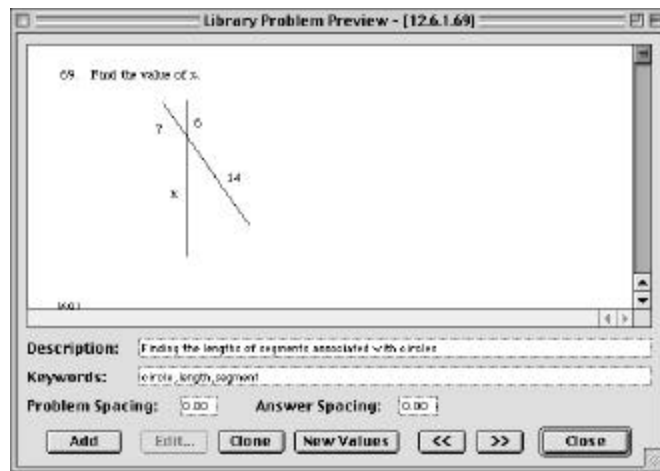 Library Problem Preview - (12.6.1.69)
69 Find the value of x.
7 6
14
x
Description: Finding the lengths of segments associated with circles
Keywords: circle,length,segment
Problem Spacing: 0.00 Answer Spacing: 0.00
Add Edit... Clone New Values << >> Close